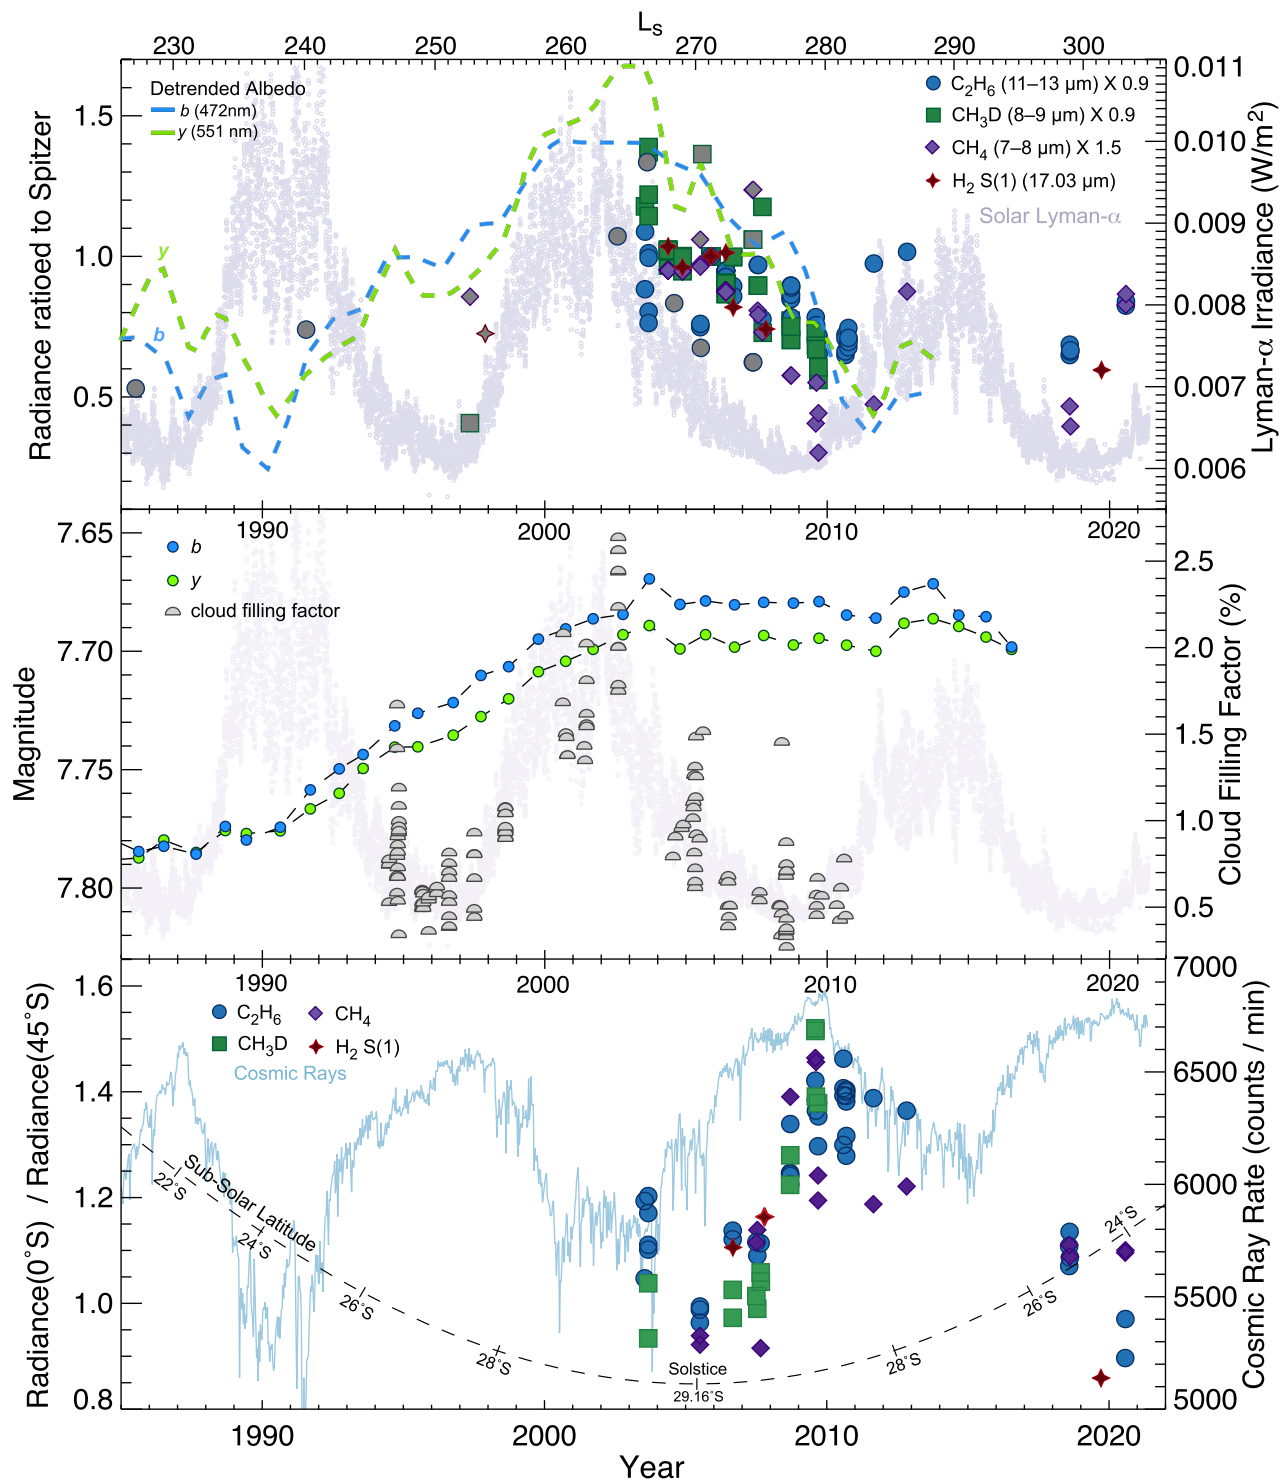 L_S
230 240 250 260 270 280 290 300
Radiance ratioed to Spitzer
1.5
1.0
0.5
Detrended Albedo
b (472nm)
y (551 nm)
y
b
C₂H₆ (11–13 μm) X 0.9
CH₃D (8–9 μm) X 0.9
CH₄ (7–8 μm) X 1.5
H₂ S(1) (17.03 μm)
Solar Lyman-α
0.011
0.010
0.009
0.008
0.007
0.006
Lyman-α Irradiance (W/m²)
1990 2000 2010 2020
Magnitude
7.65
7.70
7.75
7.80
b
y
cloud filling factor
2.5
2.0
1.5
1.0
0.5
Cloud Filling Factor (%)
1990 2000 2010 2020
Radiance(0°S) / Radiance(45°S)
1.6
1.4
1.2
1.0
0.8
C₂H₆ CH₄
CH₃D H₂ S(1)
Cosmic Rays
Sub-Solar Latitude
22°S
24°S
26°S
28°S
Solstice
29.16°S
28°S
26°S
24°S
7000
6500
6000
5500
5000
Cosmic Ray Rate (counts / min)
1990 2000 2010 2020
Year